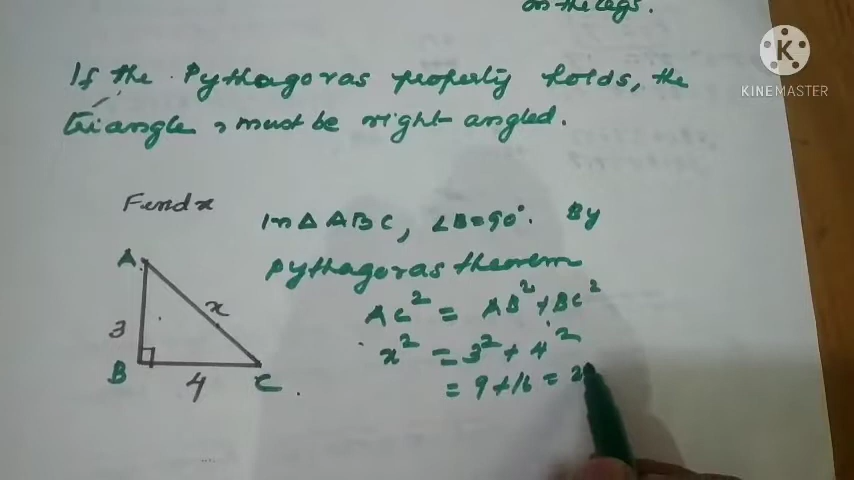 on the legs.
K
KINEMASTER
If the Pythagoras property holds, the
triangle, must be right angled.
Find x
In △ ABC, ∠B=90°. By
Pythagoras theorem
AC² = AB² + BC²
x² = 3² + 4²
= 9+16 = 2
A
x
3
B
4
C